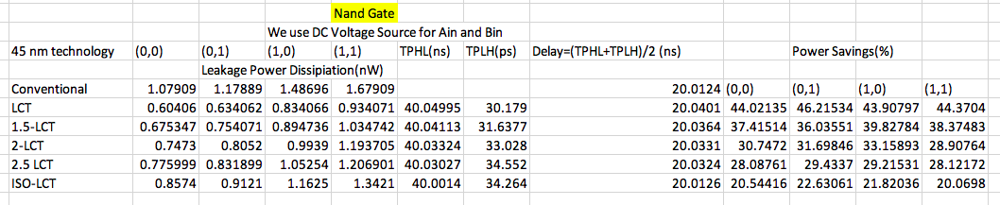 Nand Gate
We use DC Voltage Source for Ain and Bin
45 nm technology (0,0) (0,1) (1,0) (1,1) TPHL(ns) TPLH(ps) Delay=(TPHL+TPLH)/2 (ns) Power Savings(%)
Leakage Power Dissipiation(nW)
Conventional 1.07909 1.17889 1.48696 1.67909 20.0124 (0,0) (0,1) (1,0) (1,1)
LCT 0.60406 0.634062 0.834066 0.934071 40.04995 30.179 20.0401 44.02135 46.21534 43.90797 44.3704
1.5-LCT 0.675347 0.754071 0.894736 1.034742 40.04113 31.6377 20.0364 37.41514 36.03551 39.82784 38.37483
2-LCT 0.7473 0.8052 0.9939 1.193705 40.03324 33.028 20.0331 30.7472 31.69846 33.15893 28.90764
2.5 LCT 0.775999 0.831899 1.05254 1.206901 40.03027 34.552 20.0324 28.08761 29.4337 29.21531 28.12172
ISO-LCT 0.8574 0.9121 1.1625 1.3421 40.0014 34.264 20.0126 20.54416 22.63061 21.82036 20.0698